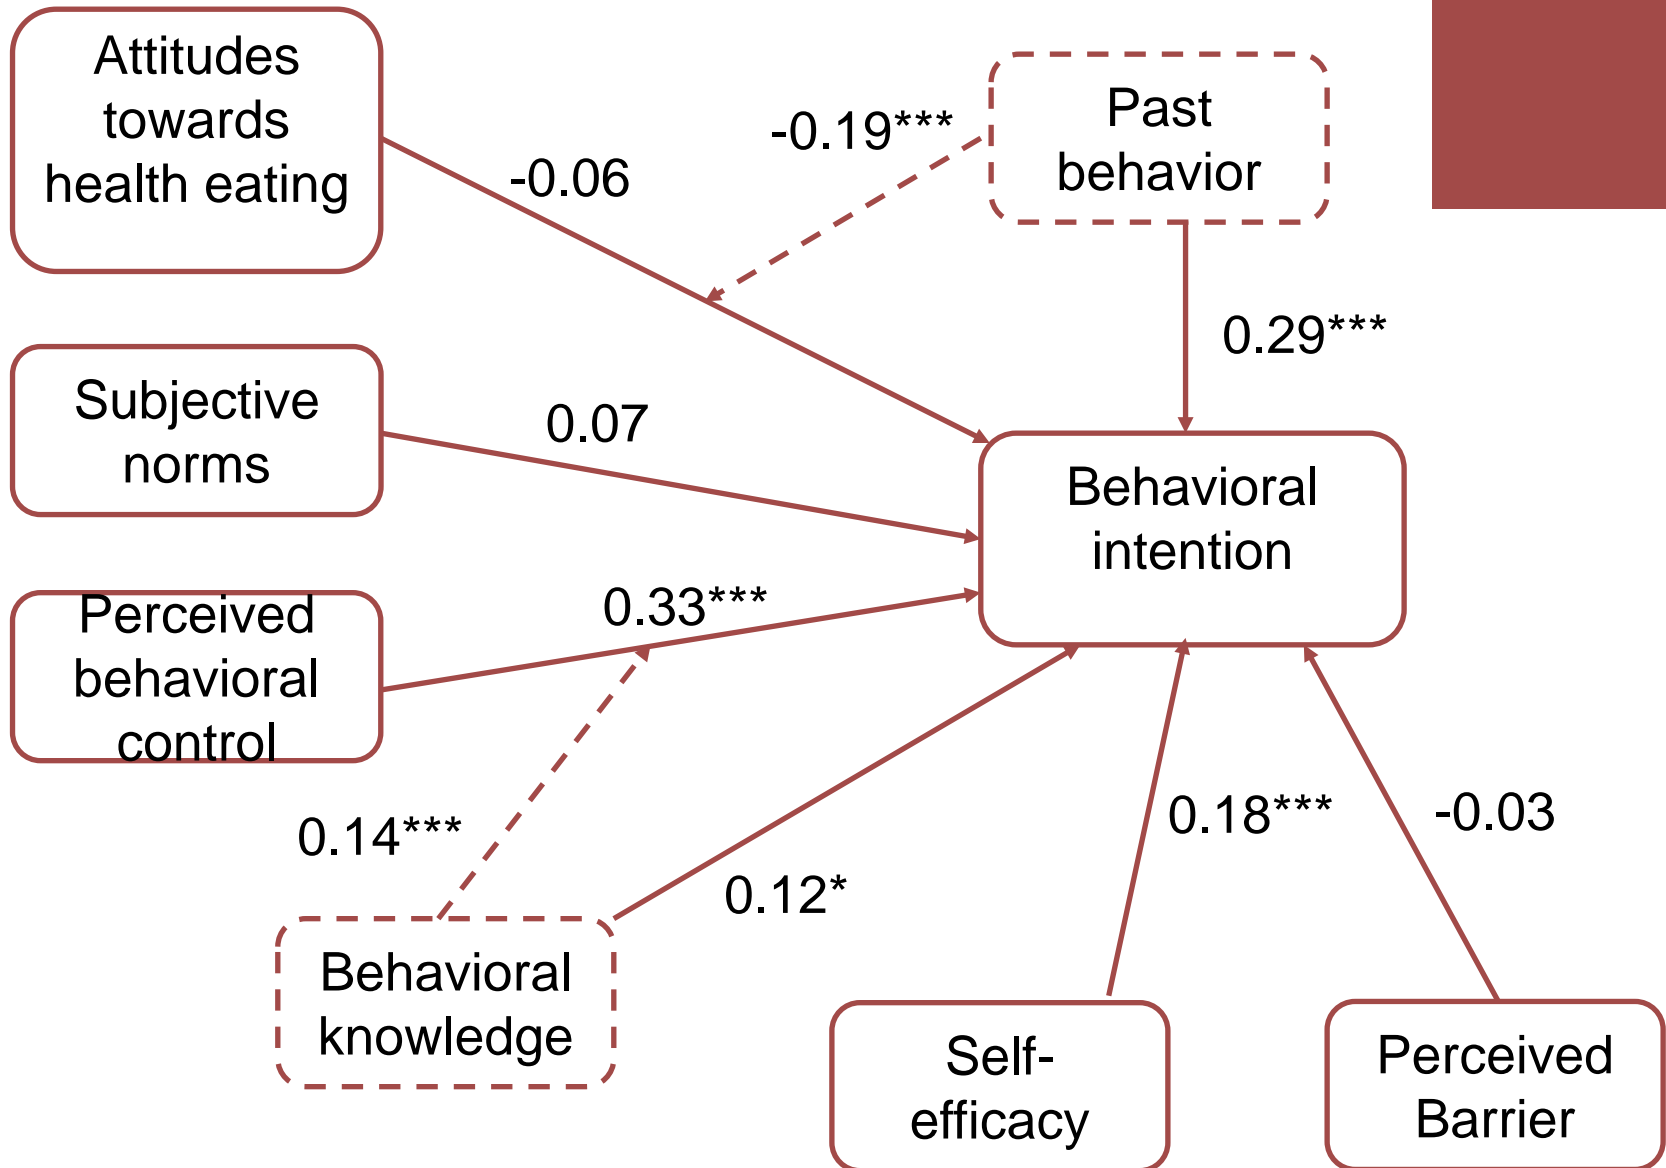 Attitudes
towards
health eating
-0.06
-0.19***
Past
behavior
0.29***
Subjective
norms
0.07
Behavioral
intention
Perceived
behavioral
control
0.33***
0.14***
0.12*
0.18***
-0.03
Behavioral
knowledge
Self-
efficacy
Perceived
Barrier